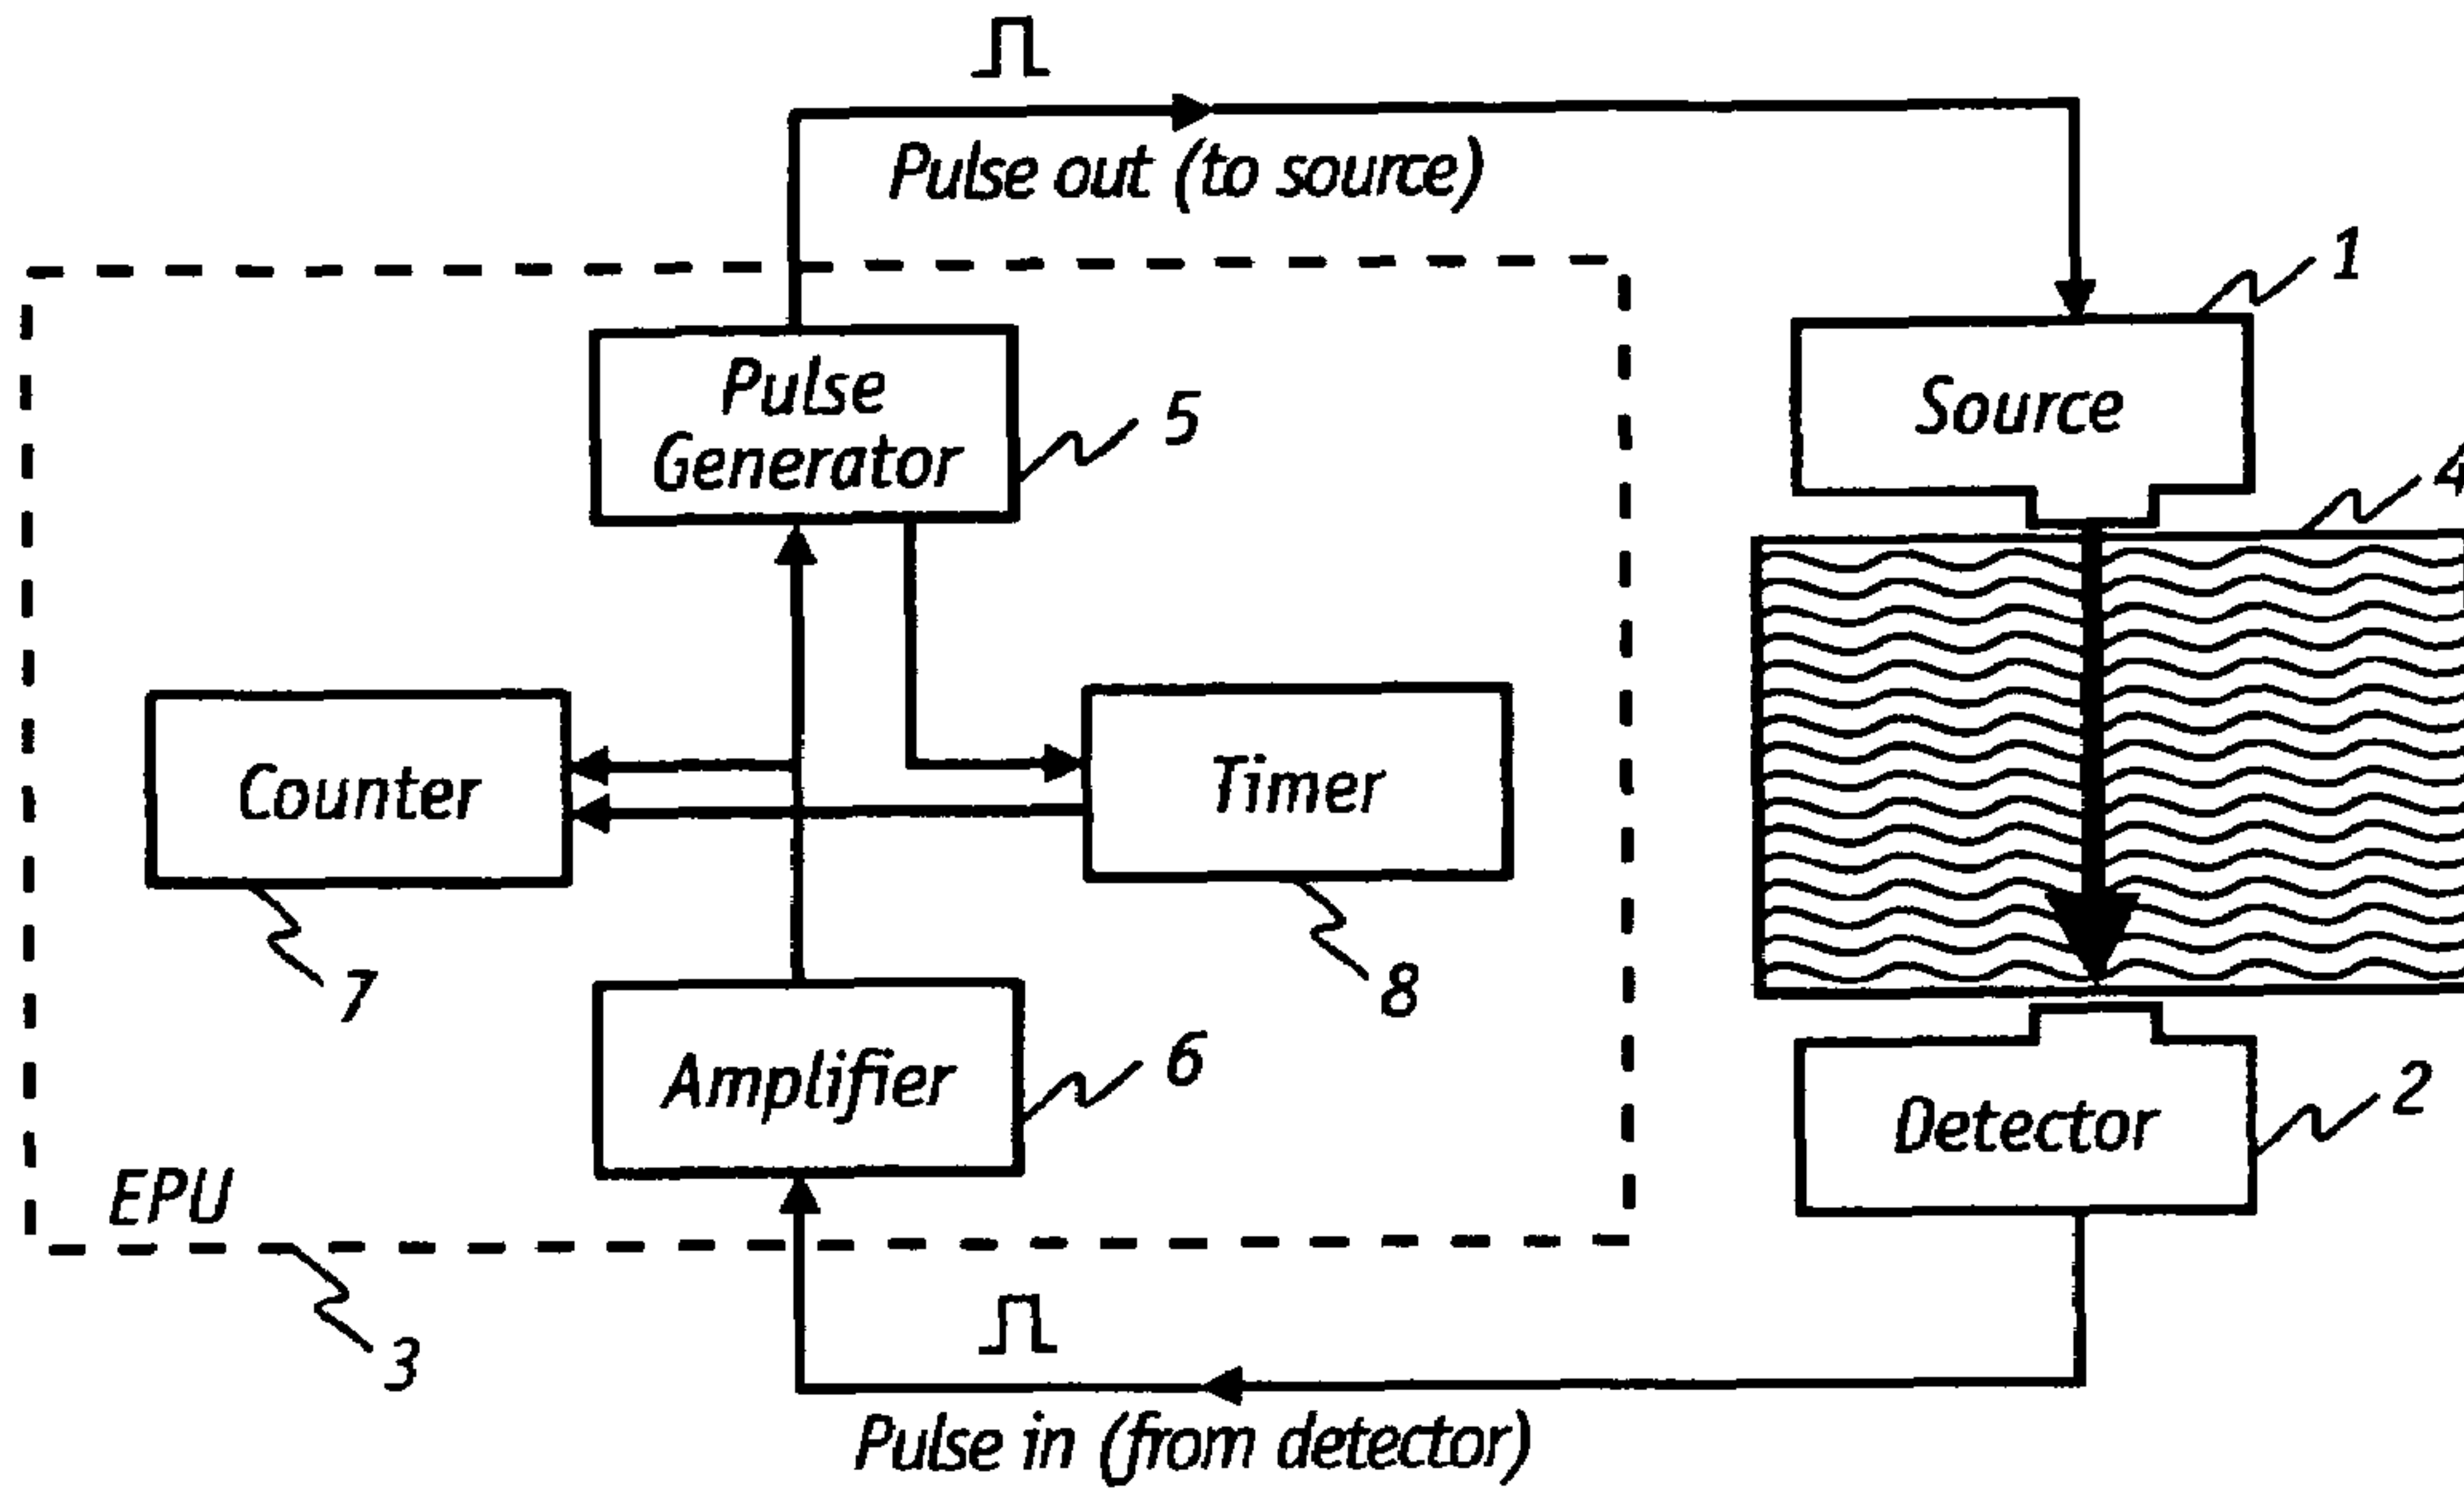 Pulse out (to source)
1
Pulse
Generator
5
Source
4
Counter
Timer
7
8
Amplifier
6
Detector
2
EPU
3
Pulse in (from detector)